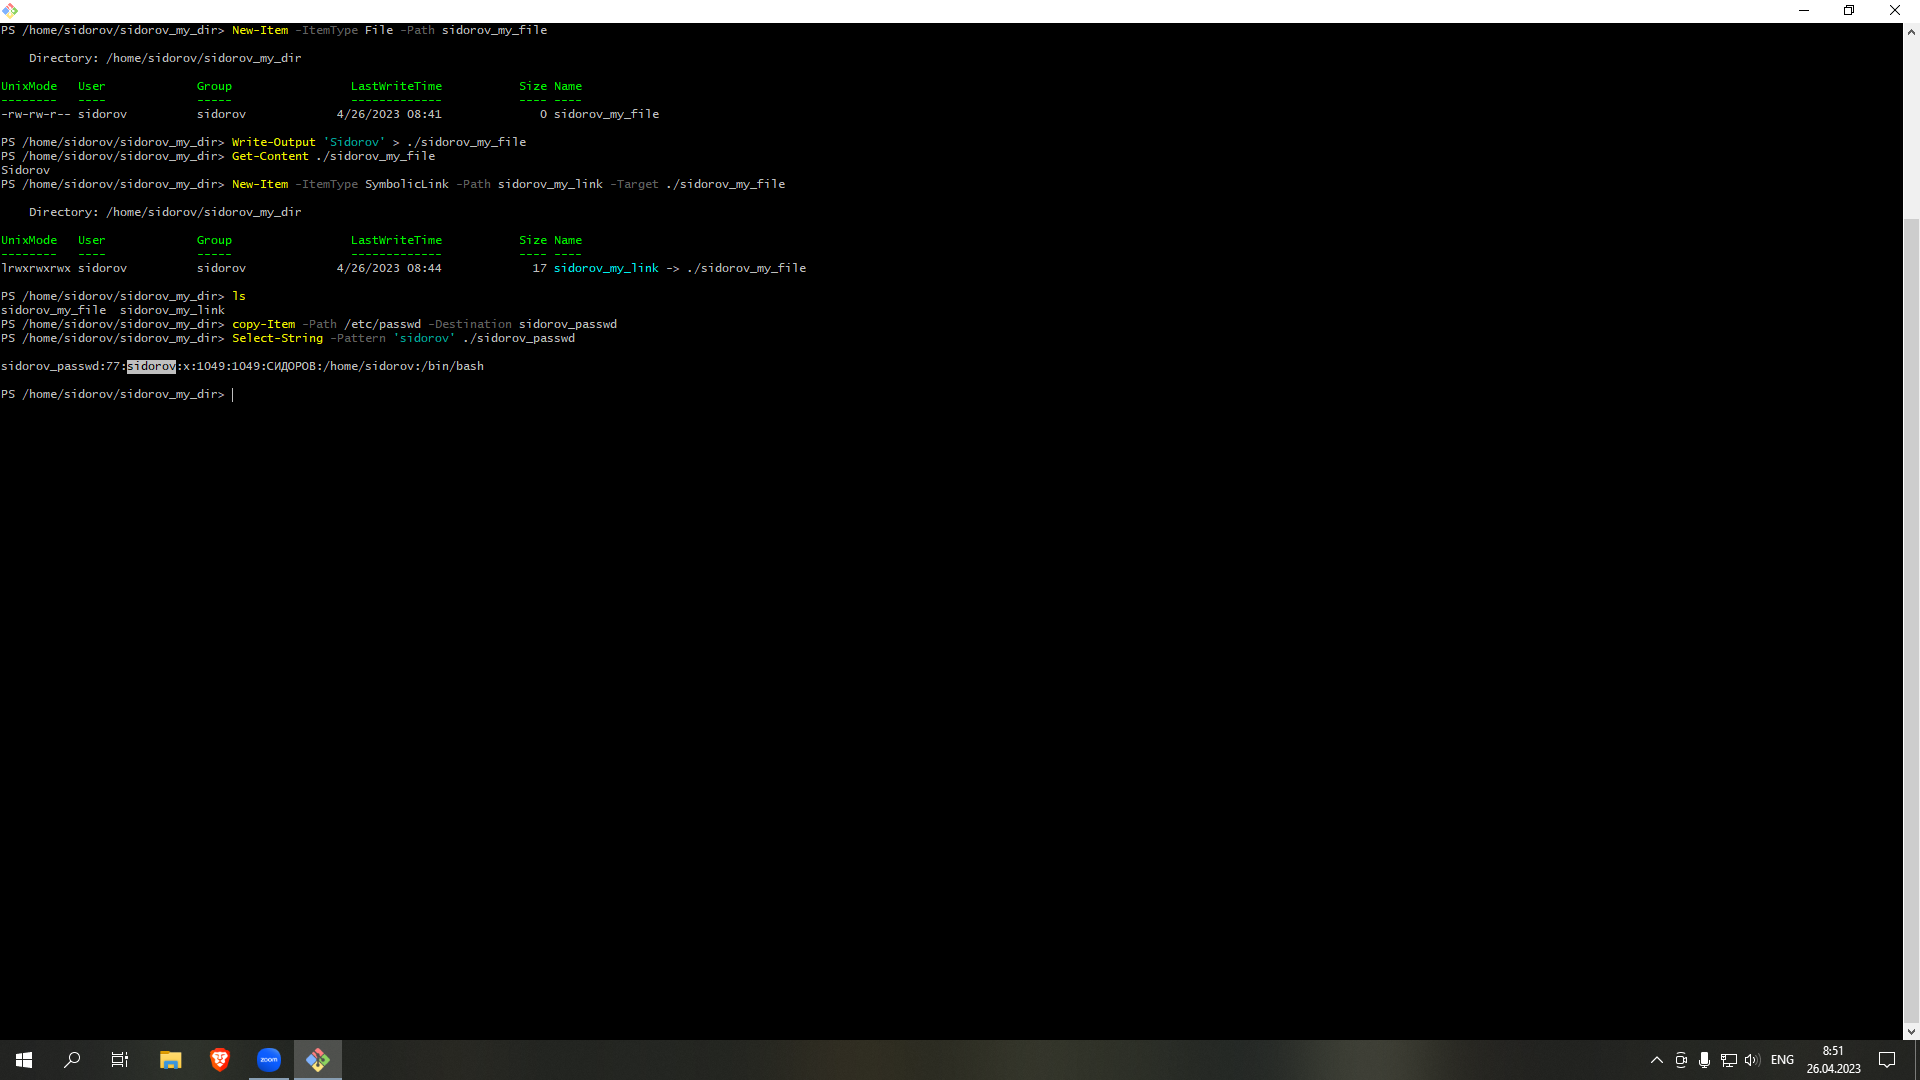 PS /home/sidorov/sidorov_my_dir> New-Item -ItemType File -Path sidorov_my_file
Directory: /home/sidorov/sidorov_my_dir
UnixMode   User             Group                 LastWriteTime           Size Name
--------   ----             -----                 -------------           ---- ----
-rw-rw-r-- sidorov          sidorov             4/26/2023 08:41              0 sidorov_my_file
PS /home/sidorov/sidorov_my_dir> Write-Output 'Sidorov' > ./sidorov_my_file
PS /home/sidorov/sidorov_my_dir> Get-Content ./sidorov_my_file
Sidorov
PS /home/sidorov/sidorov_my_dir> New-Item -ItemType SymbolicLink -Path sidorov_my_link -Target ./sidorov_my_file
Directory: /home/sidorov/sidorov_my_dir
UnixMode   User             Group                 LastWriteTime           Size Name
--------   ----             -----                 -------------           ---- ----
lrwxrwxrwx sidorov          sidorov             4/26/2023 08:44             17 sidorov_my_link -> ./sidorov_my_file
PS /home/sidorov/sidorov_my_dir> ls
sidorov_my_file  sidorov_my_link
PS /home/sidorov/sidorov_my_dir> copy-Item -Path /etc/passwd -Destination sidorov_passwd
PS /home/sidorov/sidorov_my_dir> Select-String -Pattern 'sidorov' ./sidorov_passwd
sidorov_passwd:77:sidorov:x:1049:1049:СИДОРОВ:/home/sidorov:/bin/bash
PS /home/sidorov/sidorov_my_dir>
zoom
ENG
8:51
26.04.2023